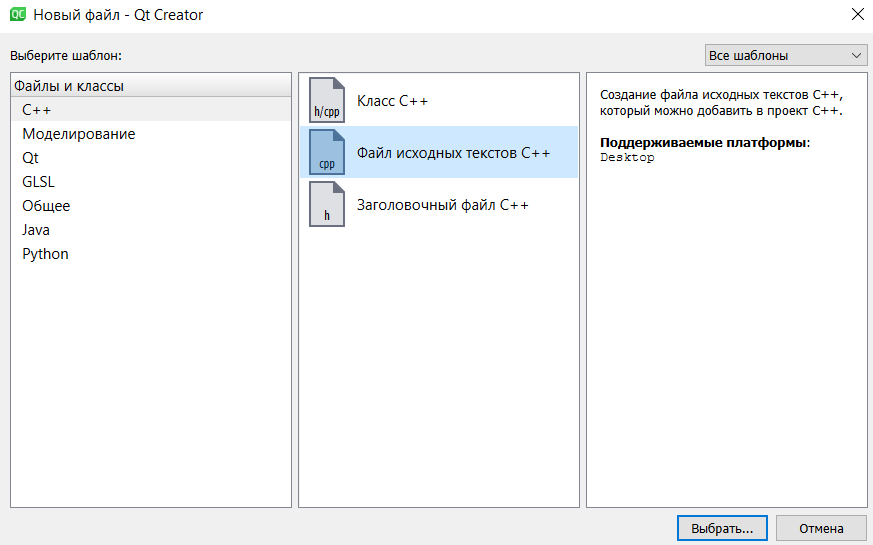 QC Новый файл - Qt Creator
Выберите шаблон:
Все шаблоны
Файлы и классы
C++
Моделирование
Qt
GLSL
Общее
Java
Python
h/cpp Класс C++
cpp Файл исходных текстов C++
h Заголовочный файл C++
Создание файла исходных текстов C++,
который можно добавить в проект C++.
Поддерживаемые платформы:
Desktop
Выбрать...
Отмена